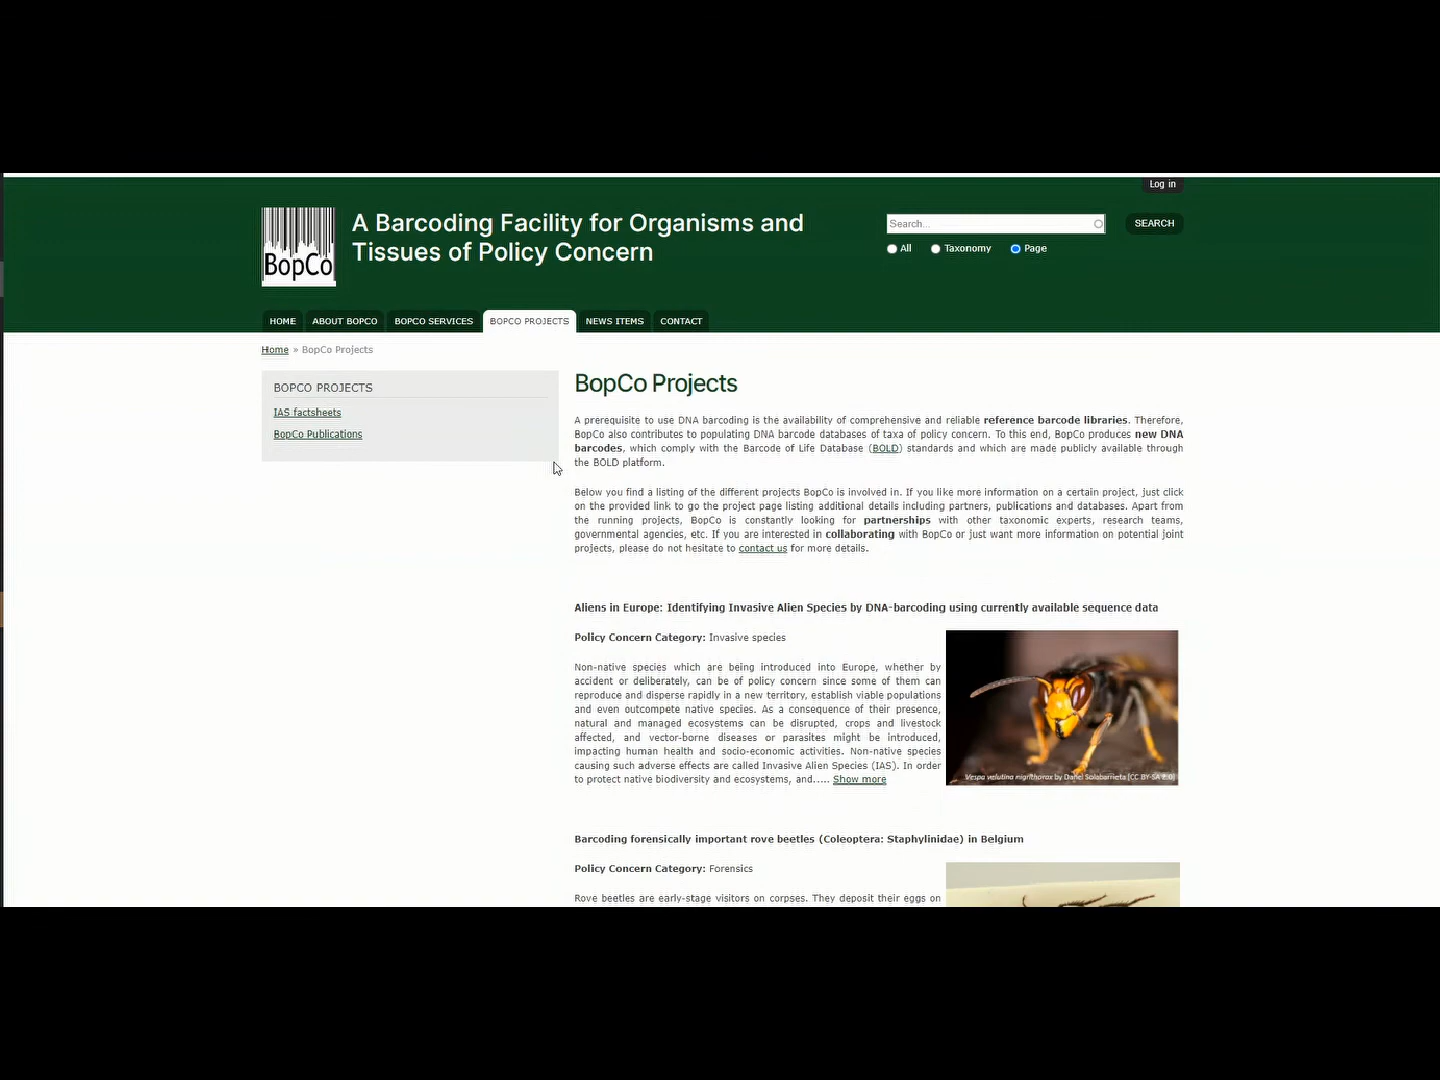 Log in
BopCo
A Barcoding Facility for Organisms and
Tissues of Policy Concern
Search...
SEARCH
All Taxonomy Page
HOME ABOUT BOPCO BOPCO SERVICES BOPCO PROJECTS NEWS ITEMS CONTACT
Home » BopCo Projects
BOPCO PROJECTS
IAS factsheets
BopCo Publications
BopCo Projects
A prerequisite to use DNA barcoding is the availability of comprehensive and reliable reference barcode libraries. Therefore,
BopCo also contributes to populating DNA barcode databases of taxa of policy concern. To this end, BopCo produces new DNA
barcodes, which comply with the Barcode of Life Database (BOLD) standards and which are made publicly available through
the BOLD platform.
Below you find a listing of the different projects BopCo is involved in. If you like more information on a certain project, just click
on the provided link to go the project page listing additional details including partners, publications and databases. Apart from
the running projects, BopCo is constantly looking for partnerships with other taxonomic experts, research teams,
governmental agencies, etc. If you are interested in collaborating with BopCo or just want more information on potential joint
projects, please do not hesitate to contact us for more details.
Aliens in Europe: Identifying Invasive Alien Species by DNA-barcoding using currently available sequence data
Policy Concern Category: Invasive species
Non-native species which are being introduced into Europe, whether by
accident or deliberately, can be of policy concern since some of them can
reproduce and disperse rapidly in a new territory, establish viable populations
and even outcompete native species. As a consequence of their presence,
natural and managed ecosystems can be disrupted, crops and livestock
affected, and vector-borne diseases or parasites might be introduced,
impacting human health and socio-economic activities. Non-native species
causing such adverse effects are called Invasive Alien Species (IAS). In order
to protect native biodiversity and ecosystems, and..... Show more
Vespa velutina nigrithorax by Danel Solabarrieta [CC BY-SA 2.0]
Barcoding forensically important rove beetles (Coleoptera: Staphylinidae) in Belgium
Policy Concern Category: Forensics
Rove beetles are early-stage visitors on corpses. They deposit their eggs on